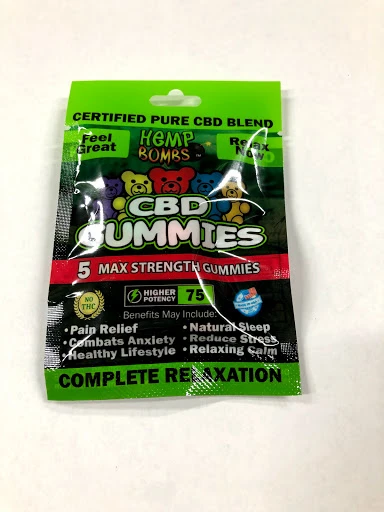 CERTIFIED PURE CBD BLEND
Feel Great
HEMP BOMBS™
Relax Now
CBD
GUMMIES
5 MAX STRENGTH GUMMIES
NO THC
HIGHER POTENCY 75
Benefits May Include:
•Pain Relief
•Natural Sleep
•Combats Anxiety
•Reduce Stress
•Healthy Lifestyle
•Relaxing Calm
COMPLETE RELAXATION